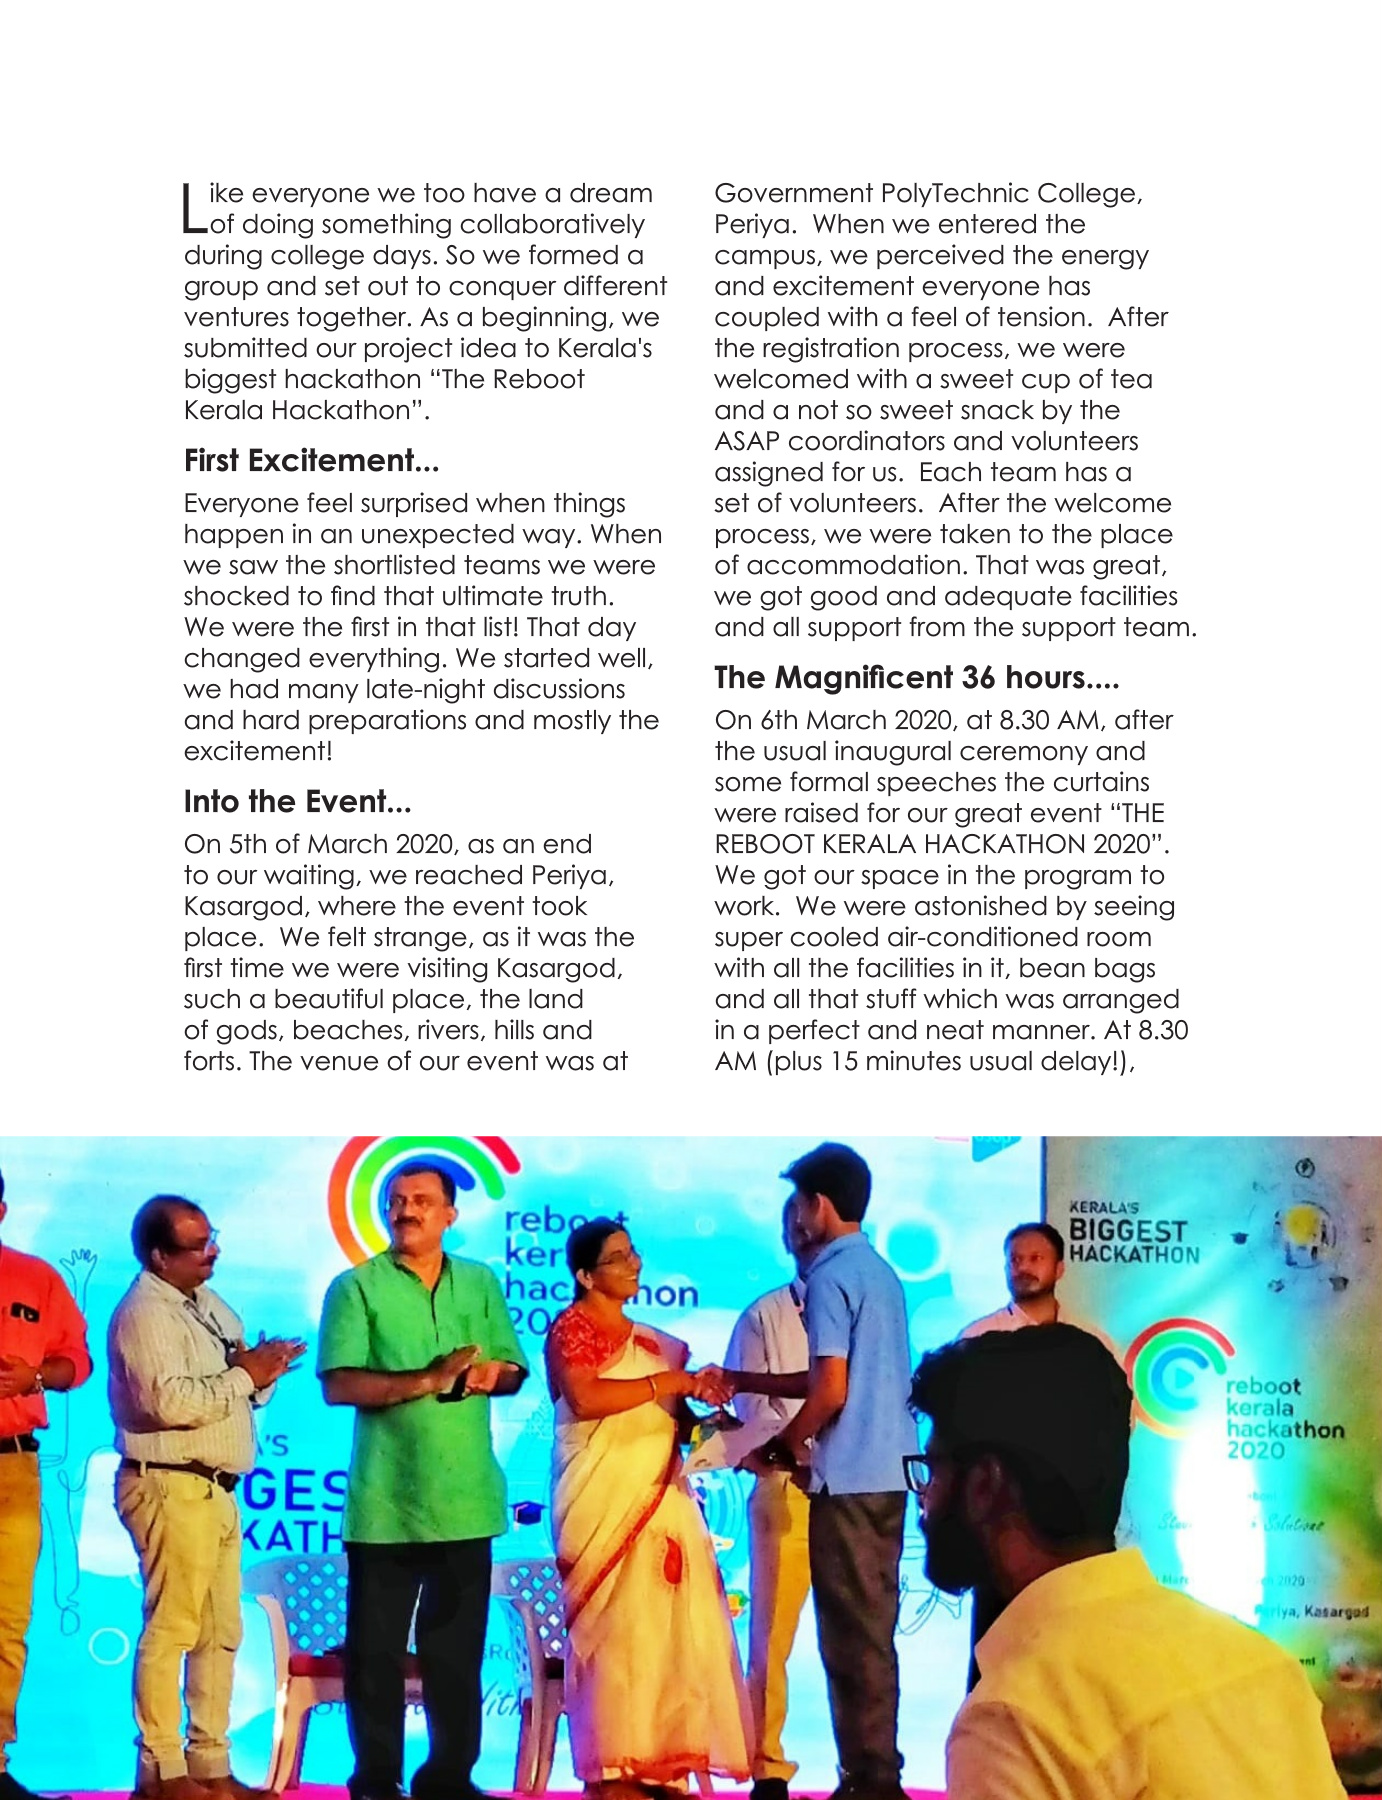 Like everyone we too have a dream
of doing something collaboratively
during college days. So we formed a
group and set out to conquer different
ventures together. As a beginning, we
submitted our project idea to Kerala's
biggest hackathon “The Reboot
Kerala Hackathon”.
First Excitement...
Everyone feel surprised when things
happen in an unexpected way. When
we saw the shortlisted teams we were
shocked to find that ultimate truth.
We were the first in that list! That day
changed everything. We started well,
we had many late-night discussions
and hard preparations and mostly the
excitement!
Into the Event...
On 5th of March 2020, as an end
to our waiting, we reached Periya,
Kasargod, where the event took
place.  We felt strange, as it was the
first time we were visiting Kasargod,
such a beautiful place, the land
of gods, beaches, rivers, hills and
forts. The venue of our event was at
Government PolyTechnic College,
Periya.  When we entered the
campus, we perceived the energy
and excitement everyone has
coupled with a feel of tension.  After
the registration process, we were
welcomed with a sweet cup of tea
and a not so sweet snack by the
ASAP coordinators and volunteers
assigned for us.  Each team has a
set of volunteers.  After the welcome
process, we were taken to the place
of accommodation. That was great,
we got good and adequate facilities
and all support from the support team.
The Magnificent 36 hours....
On 6th March 2020, at 8.30 AM, after
the usual inaugural ceremony and
some formal speeches the curtains
were raised for our great event “THE
REBOOT KERALA HACKATHON 2020”.
We got our space in the program to
work.  We were astonished by seeing
super cooled air-conditioned room
with all the facilities in it, bean bags
and all that stuff which was arranged
in a perfect and neat manner. At 8.30
AM (plus 15 minutes usual delay!),
reboot
ker
hac hon
20
'S
GES
KATH
KERALA'S
BIGGEST
HACKATHON
reboot
kerala
hackathon
2020
2020
Periya, Kasargod